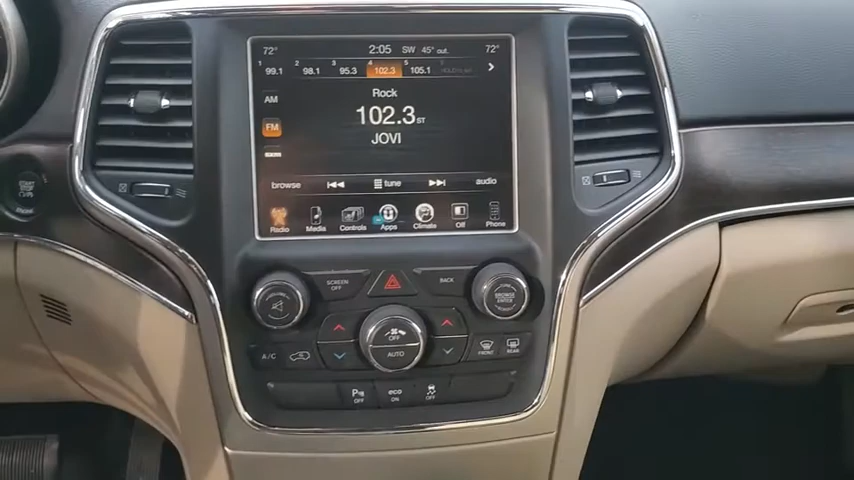 72° 2:05 SW 45° out 72°
1 99.1 2 98.1 3 95.3 4 102.3 5 105.1
AM
Rock
102.3 ST
FM
JOVI
browse tune audio
Radio Media Controls Apps Climate Off Phone
SCREEN OFF BACK
BROWSE ENTER
OFF
A/C AUTO FRONT REAR
P OFF eco ON OFF